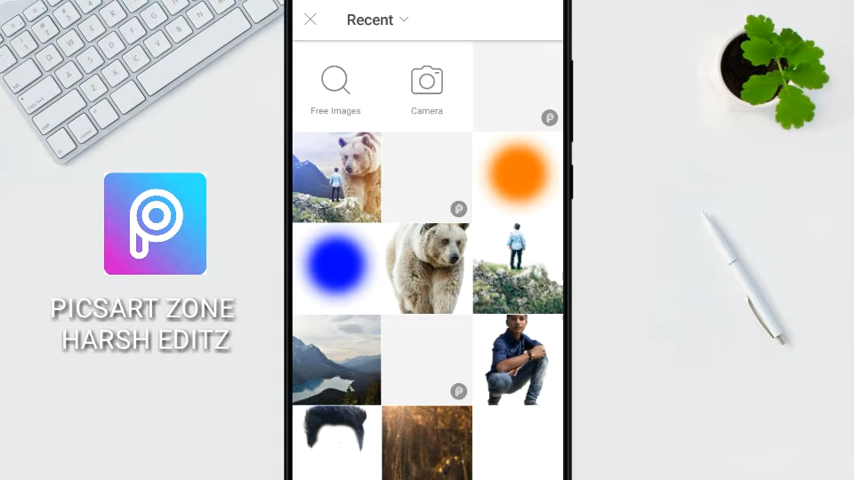 Recent
Free Images
Camera
PICSART ZONE
HARSH EDITZ